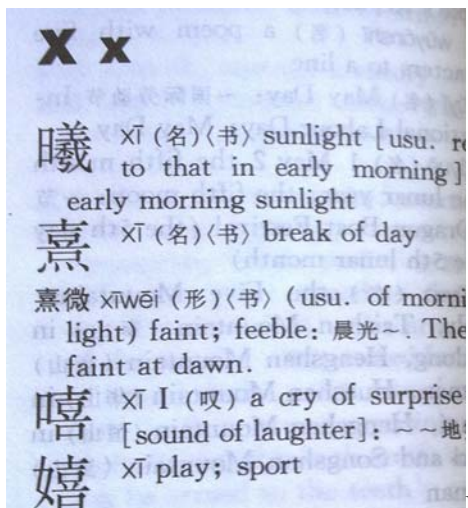 X x
曦 xī (名)〈书〉 sunlight [usu. re
to that in early morning]
early morning sunlight
熹 xī (名)〈书〉 break of day
熹微 xīwēi (形)〈书〉 (usu. of morni
light) faint; feeble: 晨光～. The
faint at dawn.
嘻 xī I (叹) a cry of surprise
[sound of laughter]: ～～地
嬉 xī play; sport